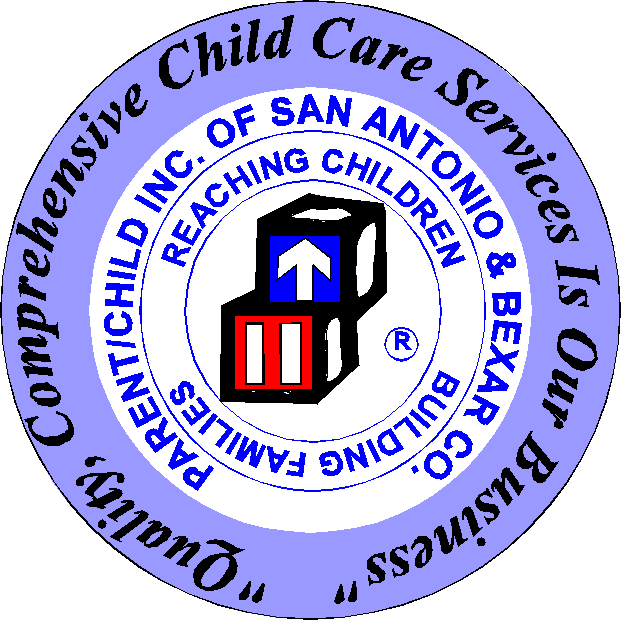 "Quality, Comprehensive Child Care Services Is Our Business"
PARENT/CHILD INC. OF SAN ANTONIO & BEXAR CO.
REACHING CHILDREN
BUILDING FAMILIES
®